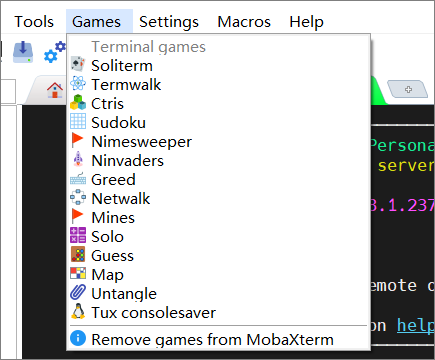 Tools Games Settings Macros Help
Terminal games
Soliterm
Termwalk
Ctris
Sudoku
Nimesweeper
Ninvaders
Greed
Netwalk
Mines
Solo
Guess
Map
Untangle
Tux consolesaver
Remove games from MobaXterm
Persona
server
3.1.237
emote
on help